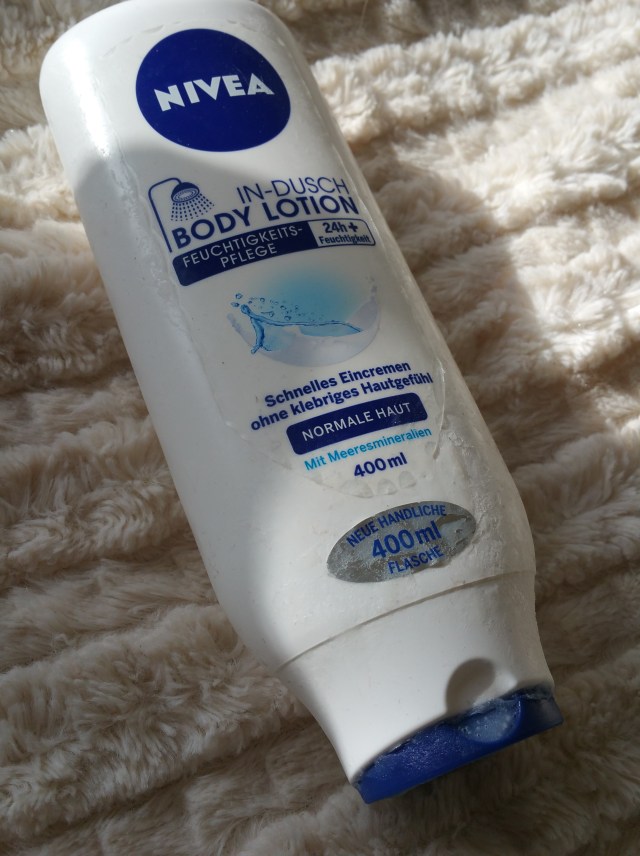 NIVEA
IN-DUSCH
BODY LOTION
FEUCHTIGKEITS-
PFLEGE
24h+
Feuchtigkeit
Schnelles Eincremen
ohne klebriges Hautgefühl
NORMALE HAUT
Mit Meeresmineralien
400ml
NEUE HANDLICHE
400ml
FLASCHE